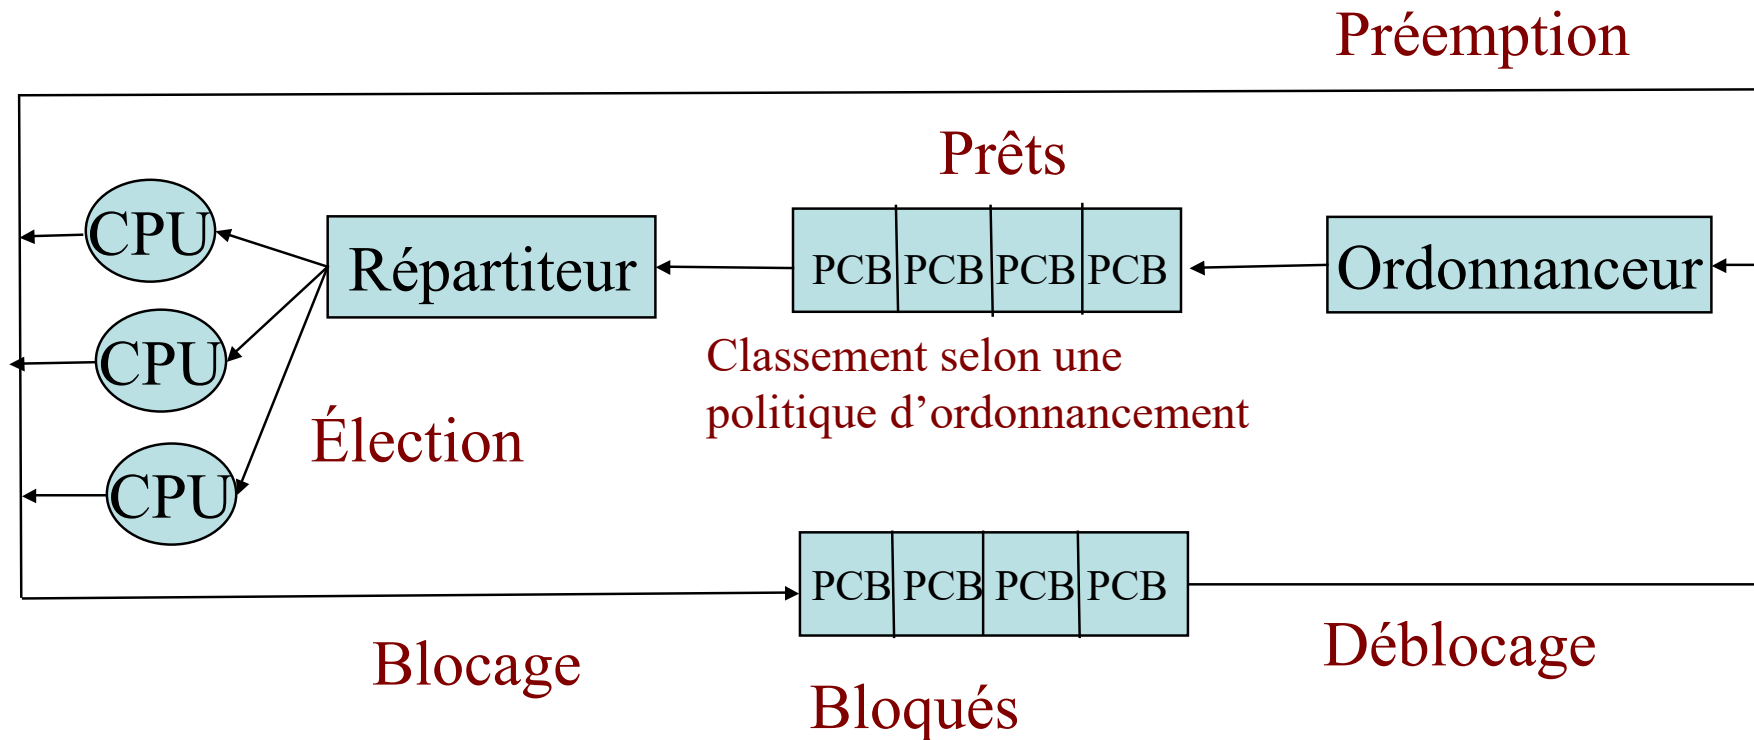 Préemption
Prêts
CPU
Répartiteur
PCB PCB PCB PCB
Ordonnanceur
CPU
Classement selon une
politique d’ordonnancement
Élection
CPU
PCB PCB PCB PCB
Blocage
Déblocage
Bloqués